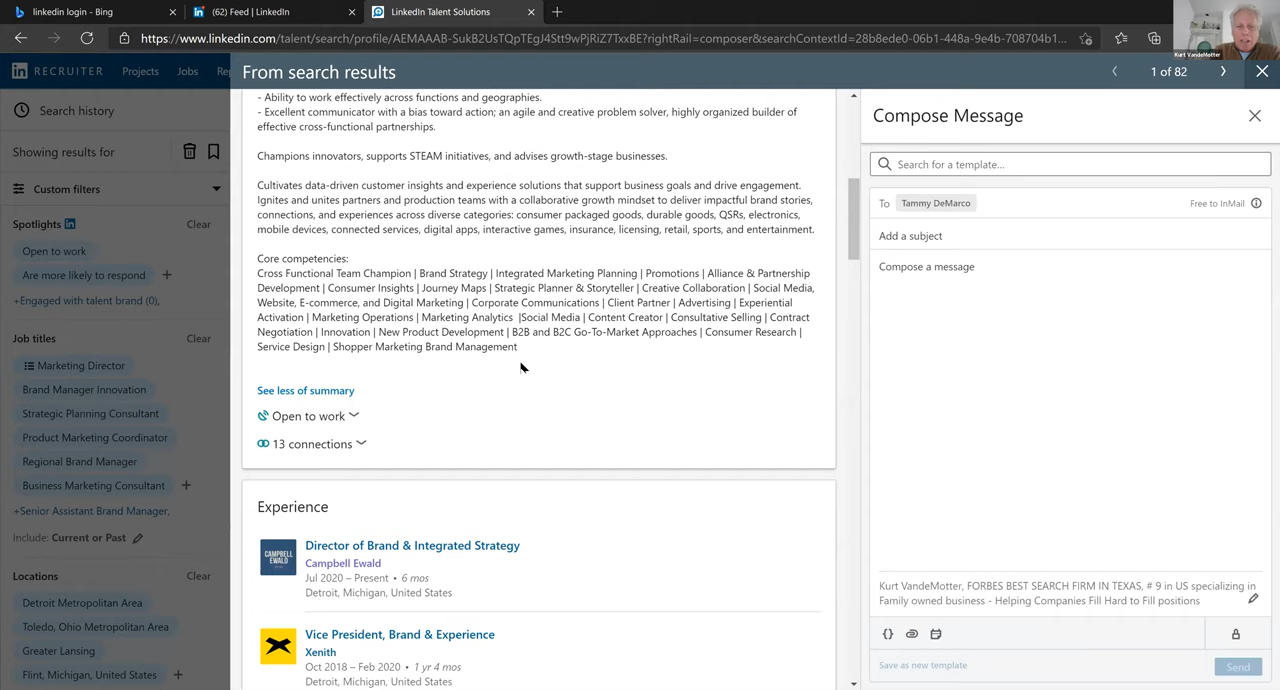 linkedin login - Bing
(62) Feed | LinkedIn
LinkedIn Talent Solutions
https://www.linkedin.com/talent/search/profile/AEMAAAB-SukB2UsTQpTEgJ4Stt9wPjRiZ7TxxBE?rightRail=composer&searchContextId=28b8ede0-06b1-448a-9e4b-708704b1...
Kurt VandeMotter
in RECRUITER
Projects
Jobs
Rep
From search results
1 of 82
Search history
Showing results for
Custom filters
Spotlights in
Clear
Open to work
Are more likely to respond
+Engaged with talent brand (0),
Job titles
Clear
Marketing Director
Brand Manager Innovation
Strategic Planning Consultant
Product Marketing Coordinator
Regional Brand Manager
Business Marketing Consultant
+Senior Assistant Brand Manager,
Include: Current or Past
Locations
Clear
Detroit Metropolitan Area
Toledo, Ohio Metropolitan Area
Greater Lansing
Flint, Michigan, United States
- Ability to work effectively across functions and geographies.
- Excellent communicator with a bias toward action; an agile and creative problem solver, highly organized builder of
effective cross-functional partnerships.
Champions innovators, supports STEAM initiatives, and advises growth-stage businesses.
Cultivates data-driven customer insights and experience solutions that support business goals and drive engagement.
Ignites and unites partners and production teams with a collaborative growth mindset to deliver impactful brand stories,
connections, and experiences across diverse categories: consumer packaged goods, durable goods, QSRs, electronics,
mobile devices, connected services, digital apps, interactive games, insurance, licensing, retail, sports, and entertainment.
Core competencies:
Cross Functional Team Champion | Brand Strategy | Integrated Marketing Planning | Promotions | Alliance & Partnership
Development | Consumer Insights | Journey Maps | Strategic Planner & Storyteller | Creative Collaboration | Social Media,
Website, E-commerce, and Digital Marketing | Corporate Communications | Client Partner | Advertising | Experiential
Activation | Marketing Operations | Marketing Analytics |Social Media | Content Creator | Consultative Selling | Contract
Negotiation | Innovation | New Product Development | B2B and B2C Go-To-Market Approaches | Consumer Research |
Service Design | Shopper Marketing Brand Management
See less of summary
Open to work
13 connections
Experience
CAMPBELL
EWALD
Director of Brand & Integrated Strategy
Campbell Ewald
Jul 2020 – Present • 6 mos
Detroit, Michigan, United States
Vice President, Brand & Experience
Xenith
Oct 2018 – Feb 2020 • 1 yr 4 mos
Detroit, Michigan, United States
Compose Message
Search for a template...
To
Tammy DeMarco
Free to InMail
Add a subject
Compose a message
Kurt VandeMotter, FORBES BEST SEARCH FIRM IN TEXAS, # 9 in US specializing in
Family owned business - Helping Companies Fill Hard to Fill positions
Save as new template
Send